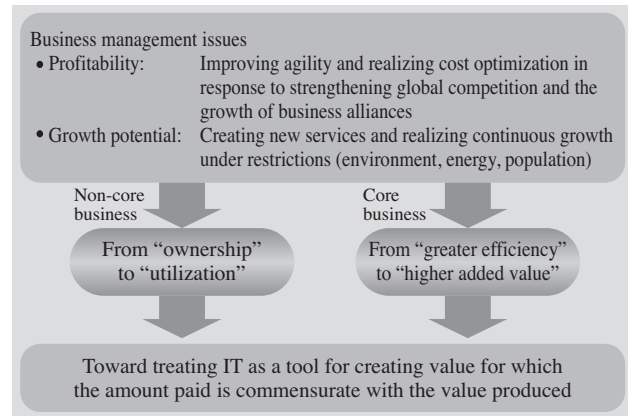 Business management issues
• Profitability: Improving agility and realizing cost optimization in
response to strengthening global competition and the
growth of business alliances
• Growth potential: Creating new services and realizing continuous growth
under restrictions (environment, energy, population)
Non-core
business
Core
business
From “ownership”
to “utilization”
From “greater efficiency”
to “higher added value”
Toward treating IT as a tool for creating value for which
the amount paid is commensurate with the value produced